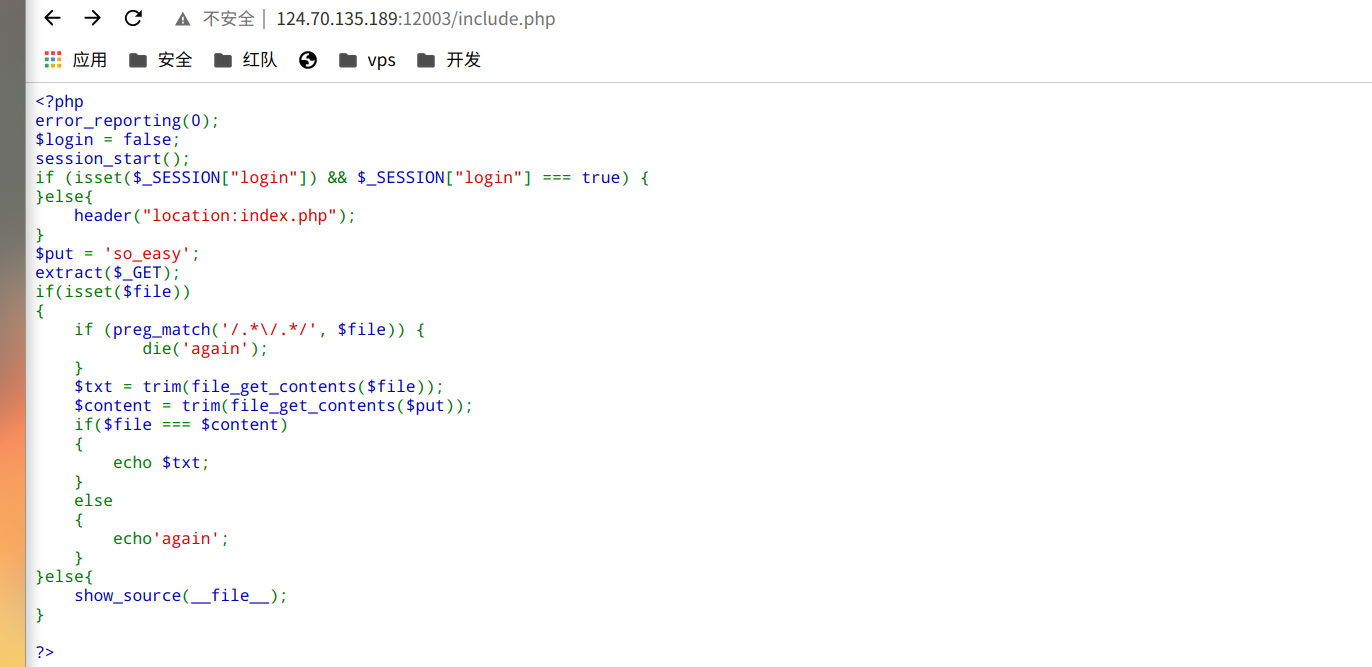 不安全 | 124.70.135.189:12003/include.php
应用 安全 红队 vps 开发
<?php
error_reporting(0);
$login = false;
session_start();
if (isset($_SESSION["login"]) && $_SESSION["login"] === true) {
}else{
    header("location:index.php");
}
$put = 'so_easy';
extract($_GET);
if(isset($file))
{
    if (preg_match('/.*\/.*/', $file)) {
           die('again');
    }
    $txt = trim(file_get_contents($file));
    $content = trim(file_get_contents($put));
    if($file === $content)
    {
        echo $txt;
    }
    else
    {
        echo'again';
    }
}else{
    show_source(__file__);
}
?>